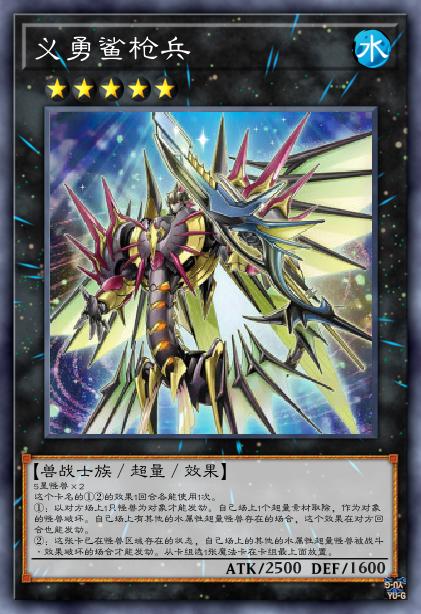 义勇鲨枪兵
水
【兽战士族／超量／效果】
5星怪兽×2
这个卡名的①②的效果1回合各能使用1次。
①：以对方场上1只怪兽为对象才能发动。自己场上1个超量素材取除，作为对象
的怪兽破坏。自己场上有其他的水属性超量怪兽存在的场合，这个效果在对方回
合也能发动。
②：这张卡已在怪兽区域存在的状态，自己场上的其他的水属性超量怪兽被战斗
·效果破坏的场合才能发动。从卡组选1张魔法卡在卡组最上面放置。
ATK/2500 DEF/1600